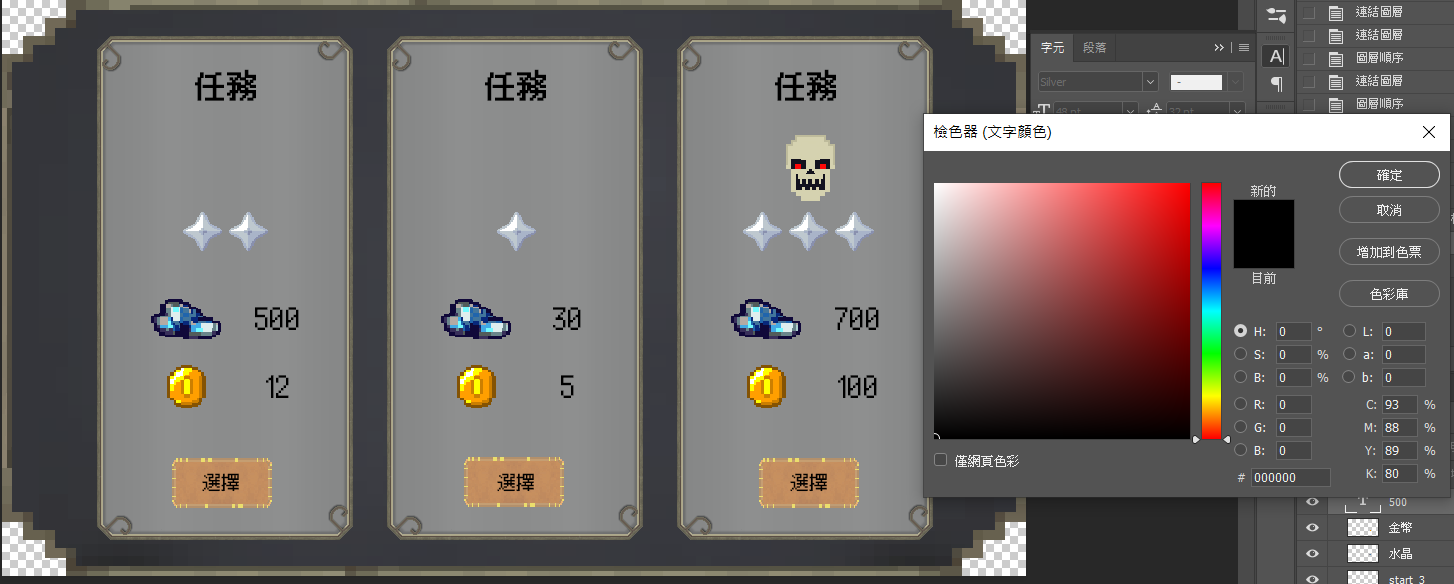 任務
500
12
選擇
任務
30
5
選擇
任務
700
100
選擇
字元 段落
Silver
-
48 pt 32 pt
連結圖層
連結圖層
圖層順序
連結圖層
圖層順序
檢色器 (文字顏色)
新的
目前
確定
取消
增加到色票
色彩庫
H: 0 ° L: 0
S: 0 % a: 0
B: 0 % b: 0
R: 0 C: 93 %
G: 0 M: 88 %
B: 0 Y: 89 %
# 000000 K: 80 %
僅網頁色彩
T 500
金幣
水晶
start_3